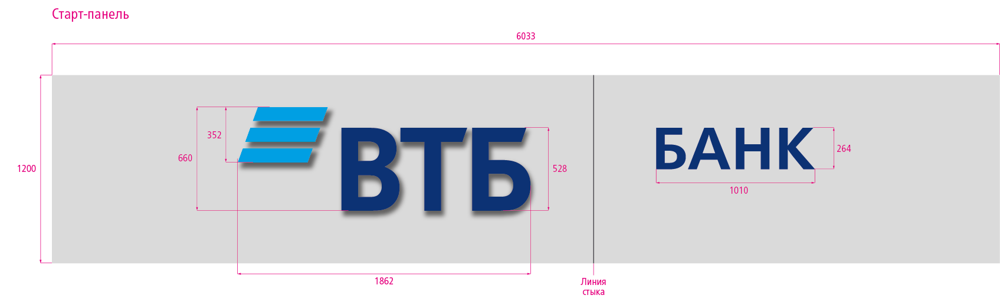 Старт-панель
6033
352
660
1200
ВТБ
528
БАНК
264
1010
1862
Линия
стыка